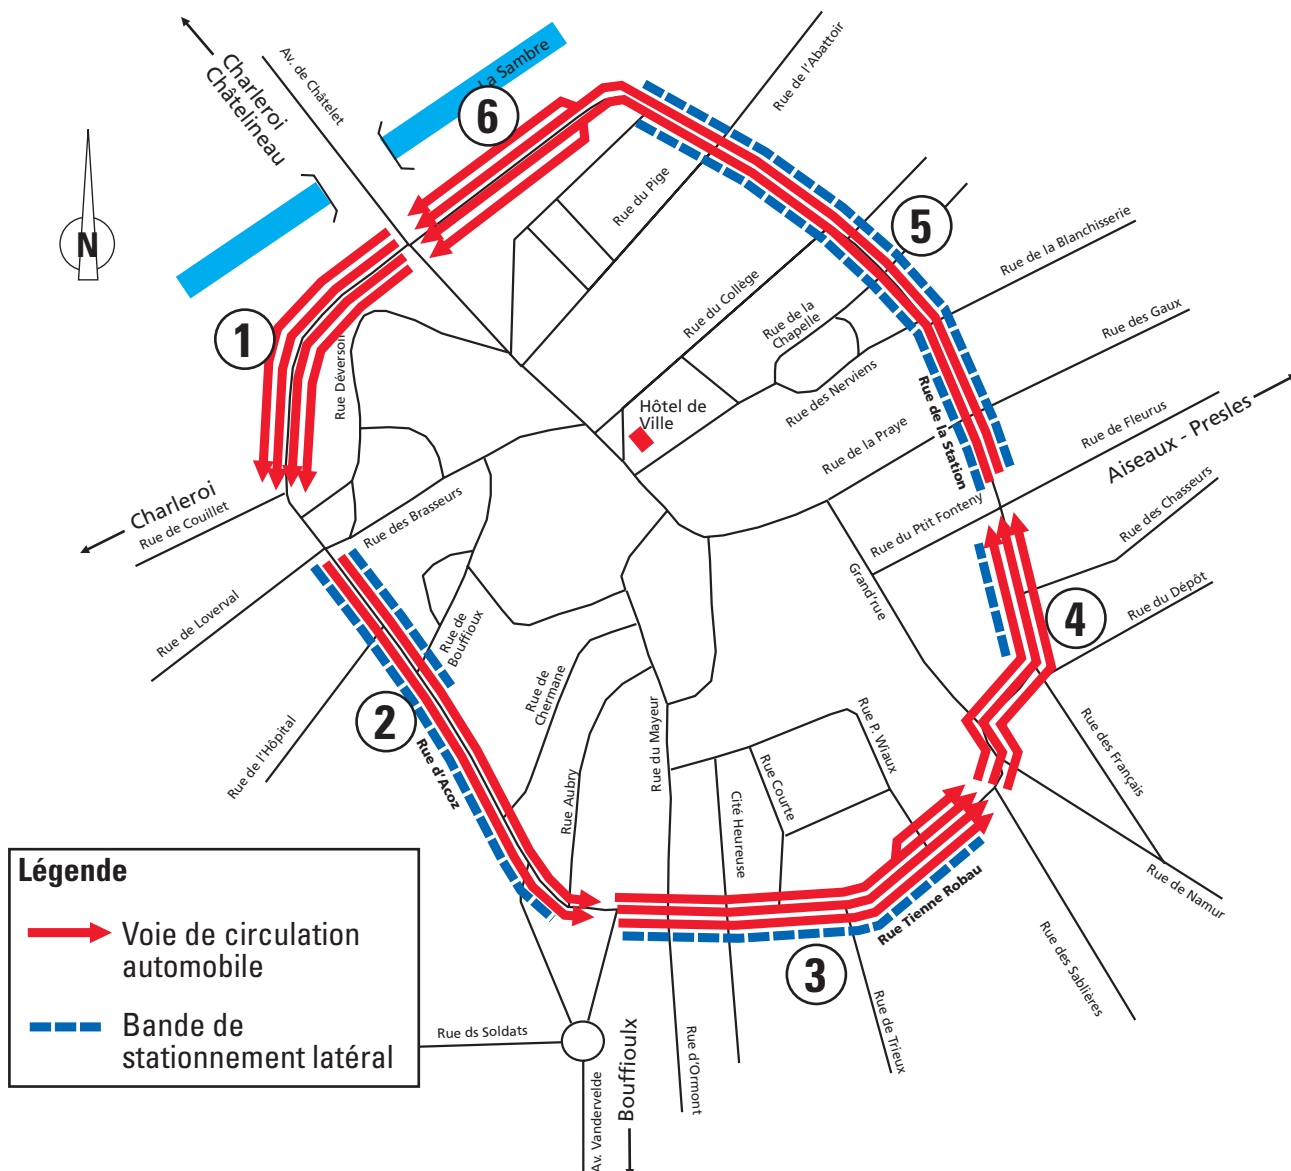 Charleroi
Châtelineau
Av. de Châtelet
La Sambre
6
Rue de l'Abattoir
N
Rue du Pige
5
Rue de la Blanchisserie
1
Rue Déversoir
Rue du Collège
Rue de la
Chapelle
Rue des Gaux
Hôtel de
Ville
Rue des Nerviens
Rue de la Station
Rue de la Praye
Rue de Fleurus
Aiseaux - Presles
Charleroi
Rue de Couillet
Rue des Brasseurs
Rue du Ptit Fonteny
Rue des Chasseurs
Grand'rue
Rue de Loverval
Rue de
Bouffioux
4
Rue du Dépôt
2
Rue de l'Hôpital
Rue d'Acoz
Rue de
Chermane
Rue Aubry
Rue du Mayeur
Rue P. Wiaux
Rue Courte
Cité Heureuse
Rue des Français
Rue de Namur
Rue Tienne Robau
3
Rue des Sablières
Rue de Trieux
Rue d'Ormont
Rue ds Soldats
Bouffioulx
Av. Vandervelde
Légende
Voie de circulation
automobile
Bande de
stationnement latéral